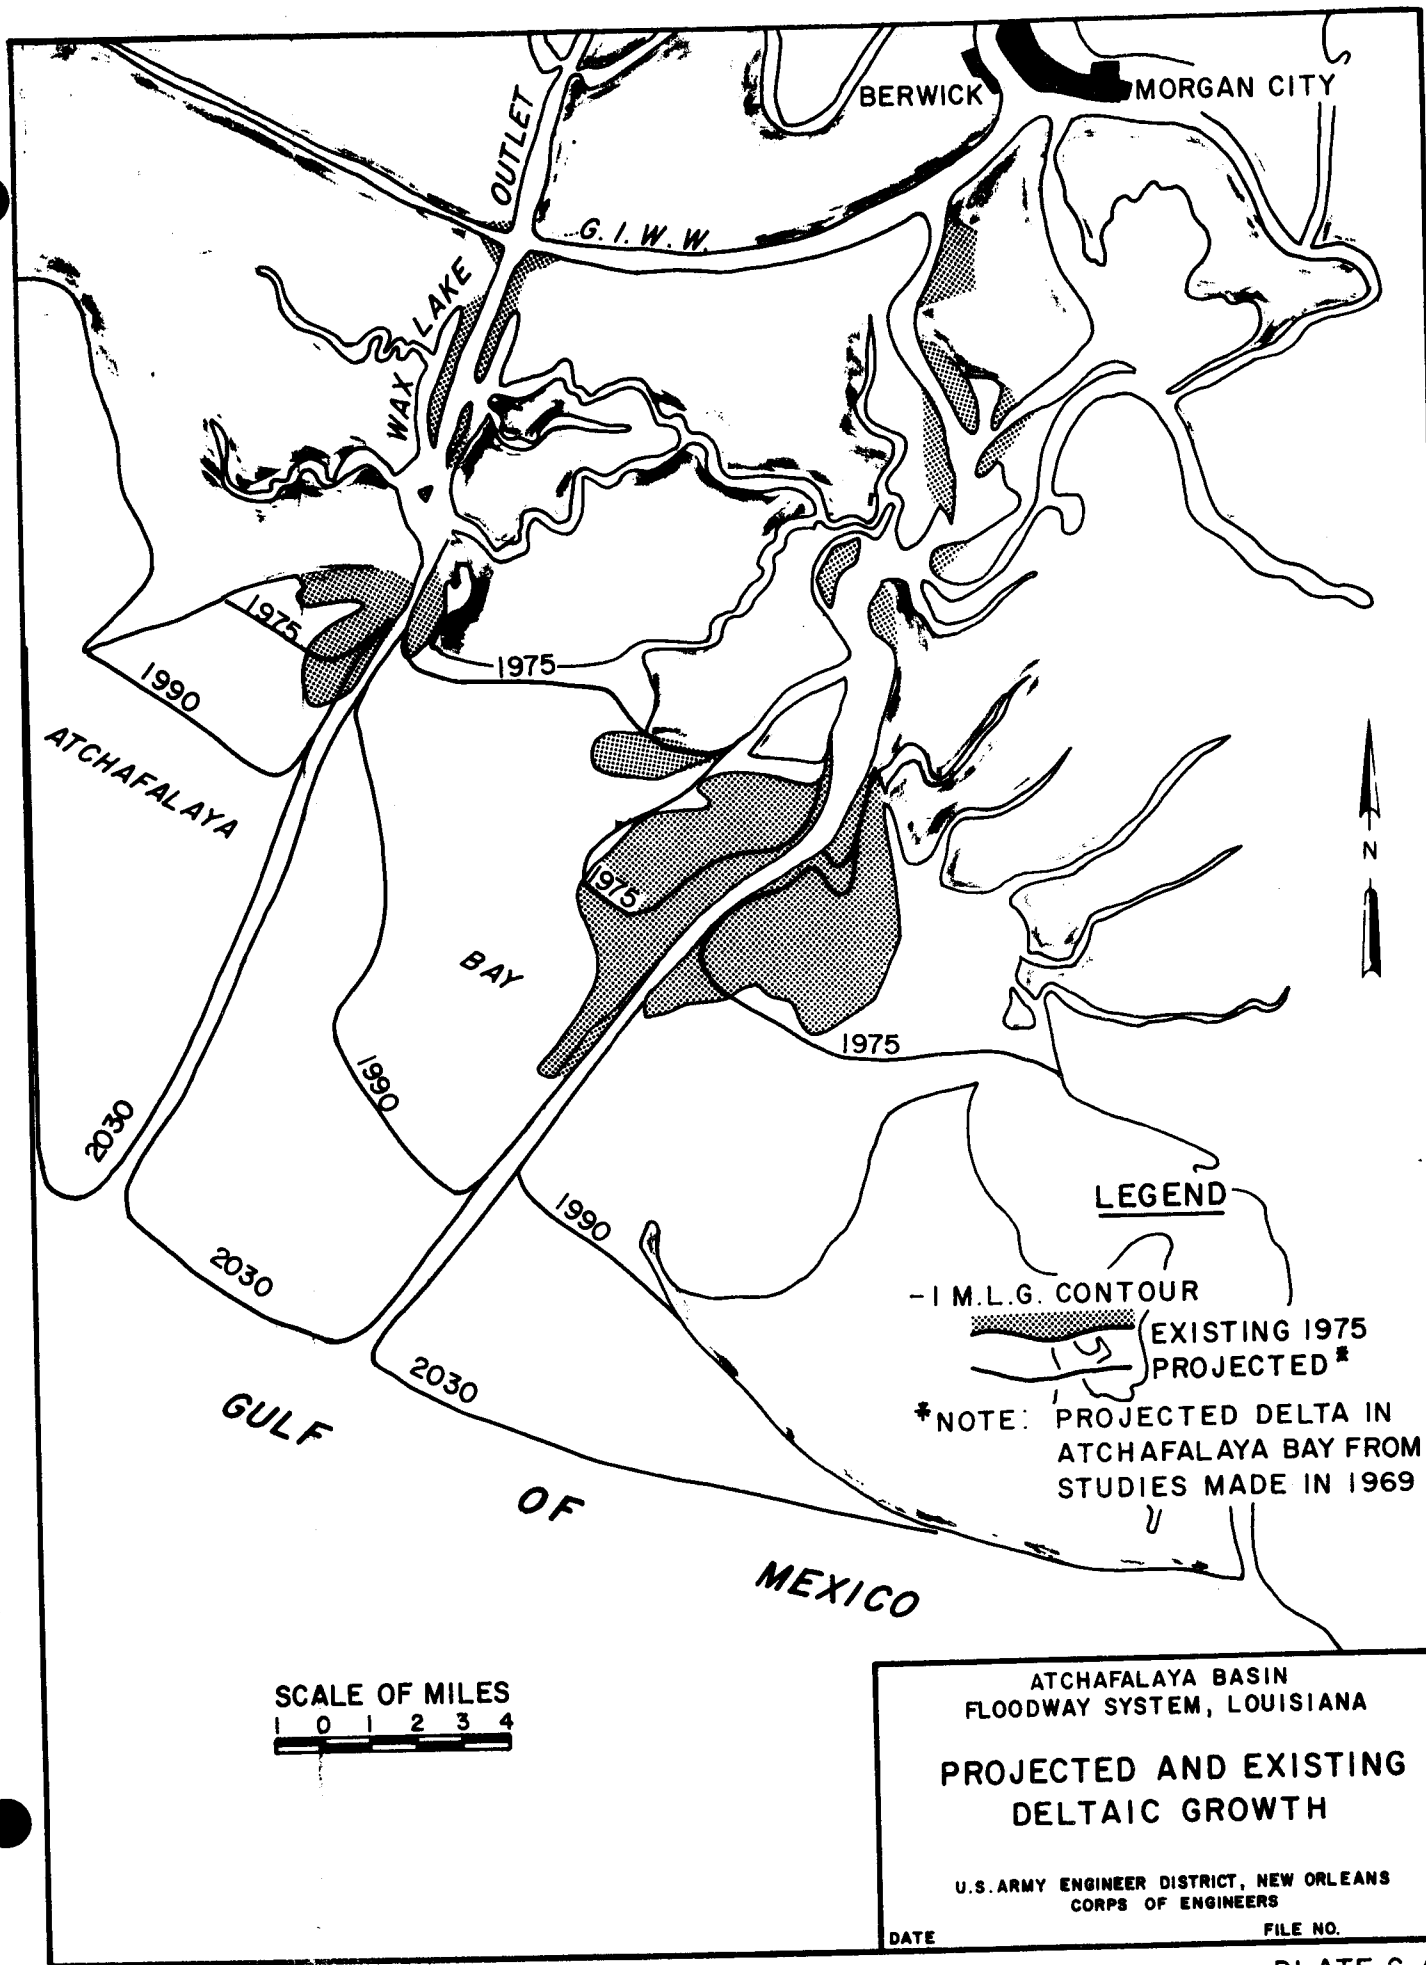 BERWICK
MORGAN CITY
OUTLET
G. I. W. W.
WAX LAKE
1975
1990
1975
ATCHAFALAYA
1975
BAY
1975
1990
2030
1990
LEGEND
2030
-1 M.L.G. CONTOUR
EXISTING 1975
PROJECTED*
2030
*NOTE: PROJECTED DELTA IN
ATCHAFALAYA BAY FROM
STUDIES MADE IN 1969
GULF
OF
MEXICO
N
SCALE OF MILES
1 0 1 2 3 4
ATCHAFALAYA BASIN
FLOODWAY SYSTEM, LOUISIANA
PROJECTED AND EXISTING
DELTAIC GROWTH
U.S. ARMY ENGINEER DISTRICT, NEW ORLEANS
CORPS OF ENGINEERS
DATE FILE NO.
PLATE